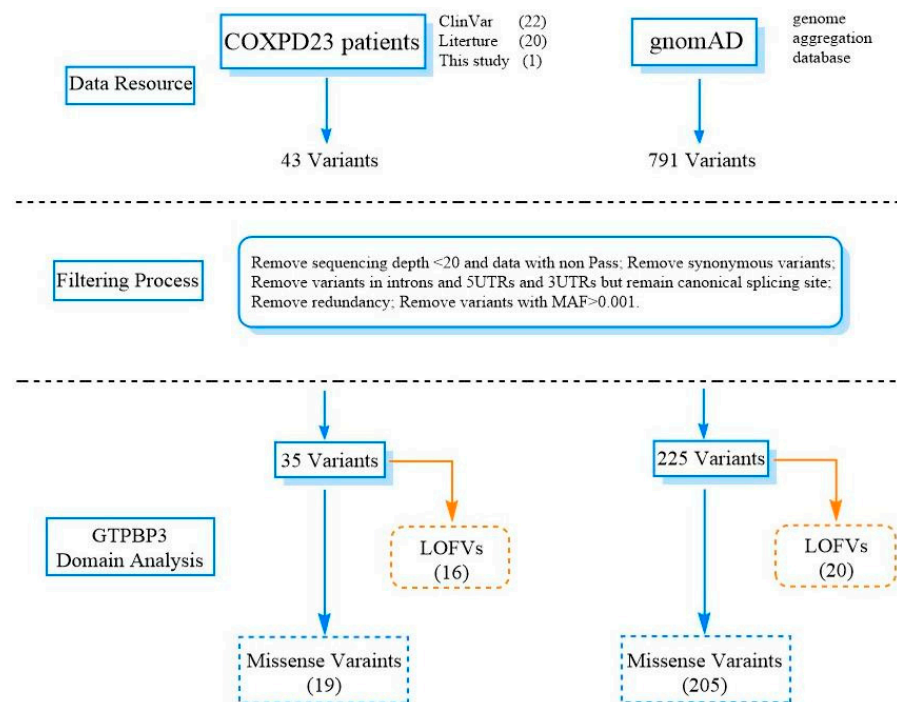 COXPD23 patients
ClinVar (22)
Literture (20)
This study (1)
gnomAD
genome
aggregation
database
Data Resource
43 Variants
791 Variants
Filtering Process
Remove sequencing depth <20 and data with non Pass; Remove synonymous variants;
Remove variants in introns and 5UTRs and 3UTRs but remain canonical splicing site;
Remove redundancy; Remove variants with MAF>0.001.
35 Variants
225 Variants
GTPBP3
Domain Analysis
LOFVs
(16)
LOFVs
(20)
Missense Varaints
(19)
Missense Varaints
(205)